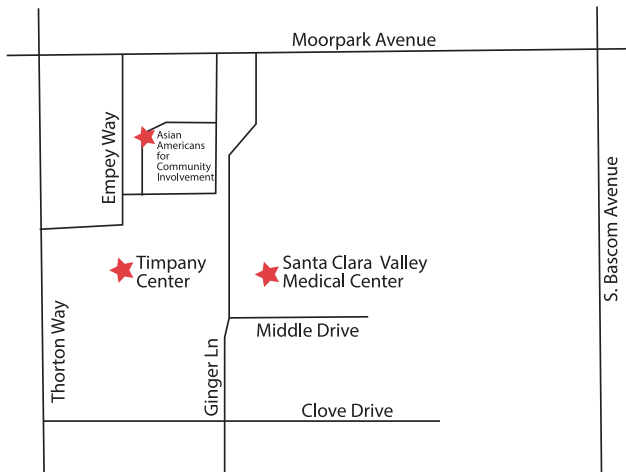 Moorpark Avenue
Empey Way
Asian
Americans
for
Community
Involvement
S. Bascom Avenue
Timpany
Center
Santa Clara Valley
Medical Center
Thorton Way
Ginger Ln
Middle Drive
Clove Drive